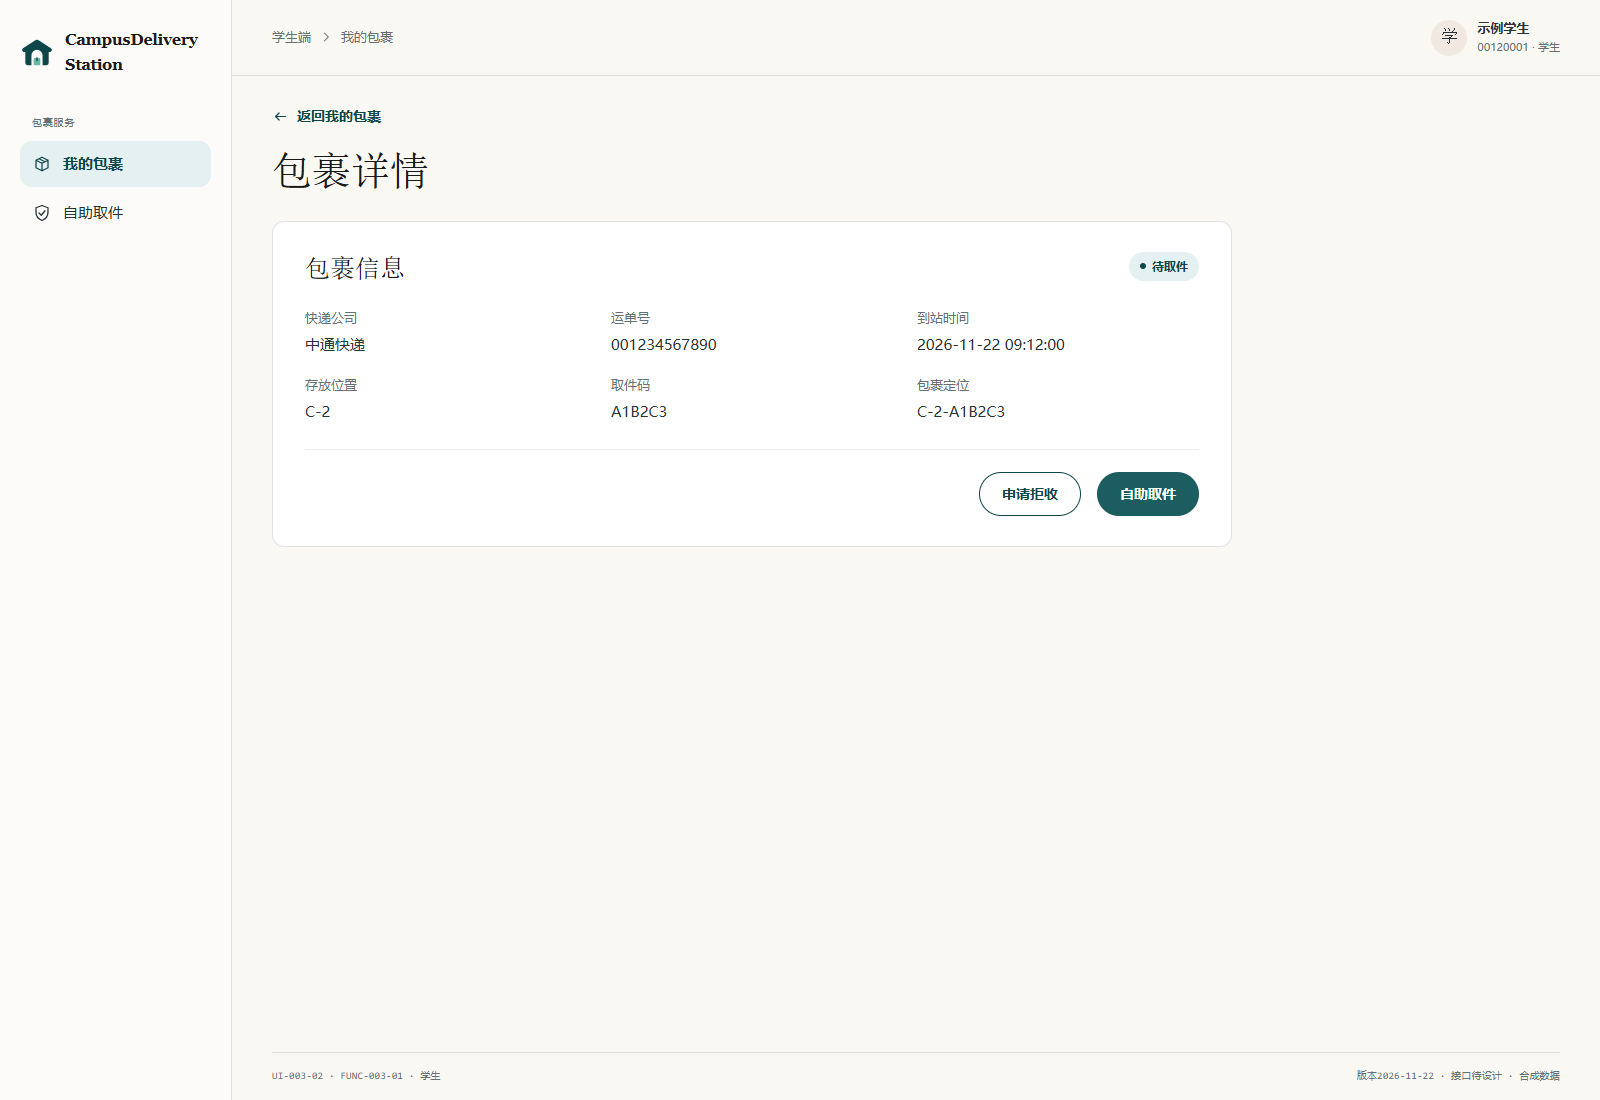 CampusDelivery
Station
包裹服务
我的包裹
自助取件
学生端 > 我的包裹
学
示例学生
00120001 · 学生
← 返回我的包裹
包裹详情
包裹信息
待取件
快递公司
中通快递
运单号
001234567890
到站时间
2026-11-22 09:12:00
存放位置
C-2
取件码
A1B2C3
包裹定位
C-2-A1B2C3
申请拒收
自助取件
UI-003-02 · FUNC-003-01 · 学生
版本2026-11-22 · 接口待设计 · 合成数据